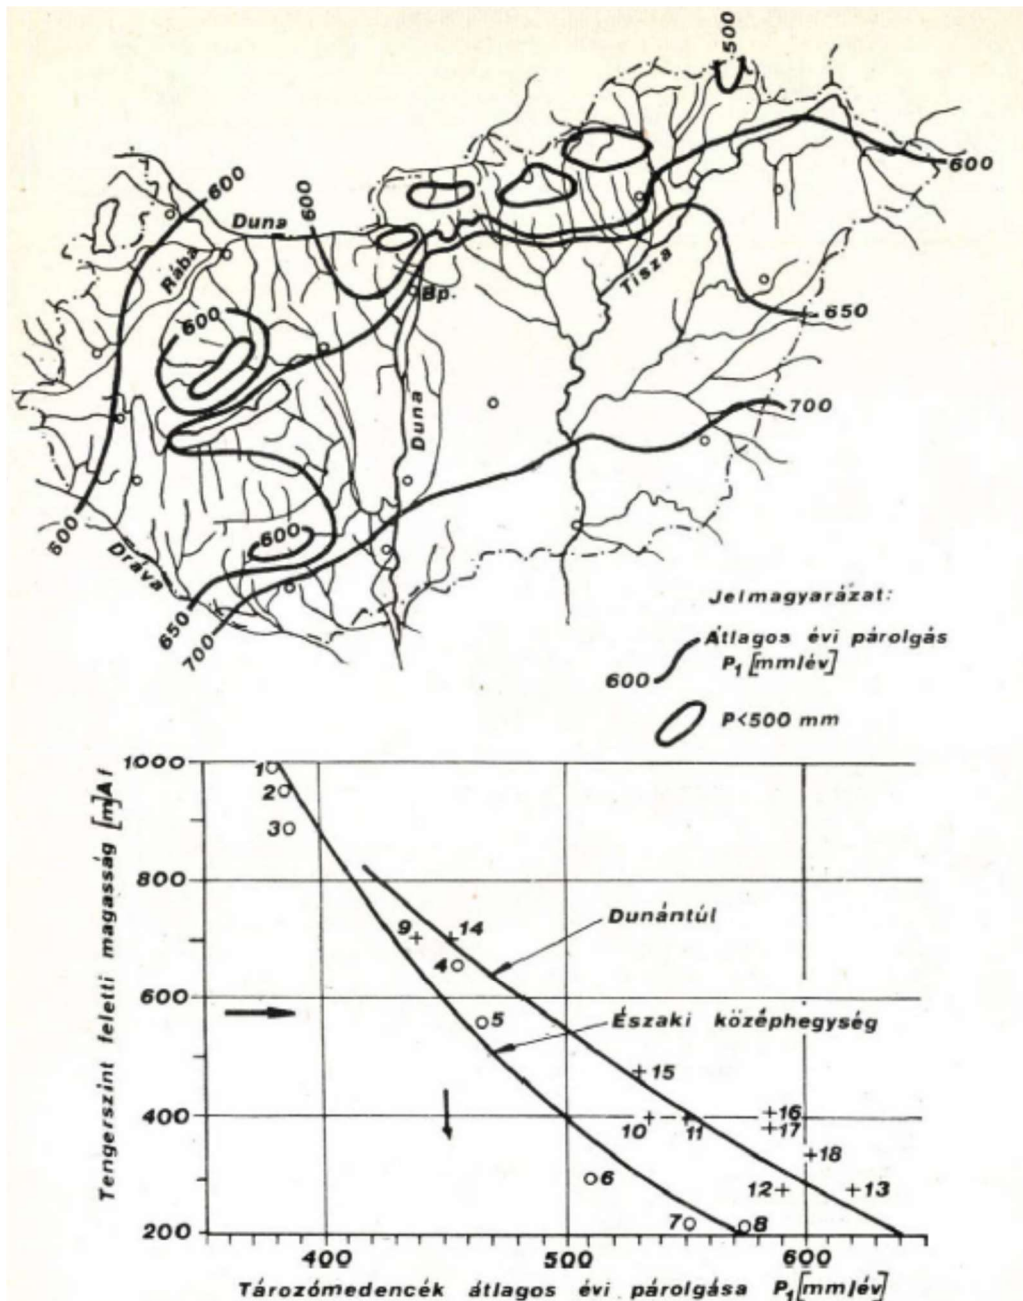 500
600
600
Duna
600
Rába
Tisza
Bp.
600
650
Duna
700
600
600
Dráva
650
700
Jelmagyarázat:
Átlagos évi párolgás
600
P₁ [mm/év]
P<500 mm
Tengerszint feletti magasság [m]Af
1000
800
600
400
200
1
2
3
9
14
4
Dunántúl
5
Északi középhegység
15
16
10
11
17
18
6
12
13
7
8
400
500
600
Tározómedencék átlagos évi párolgása P₁[mm/év]